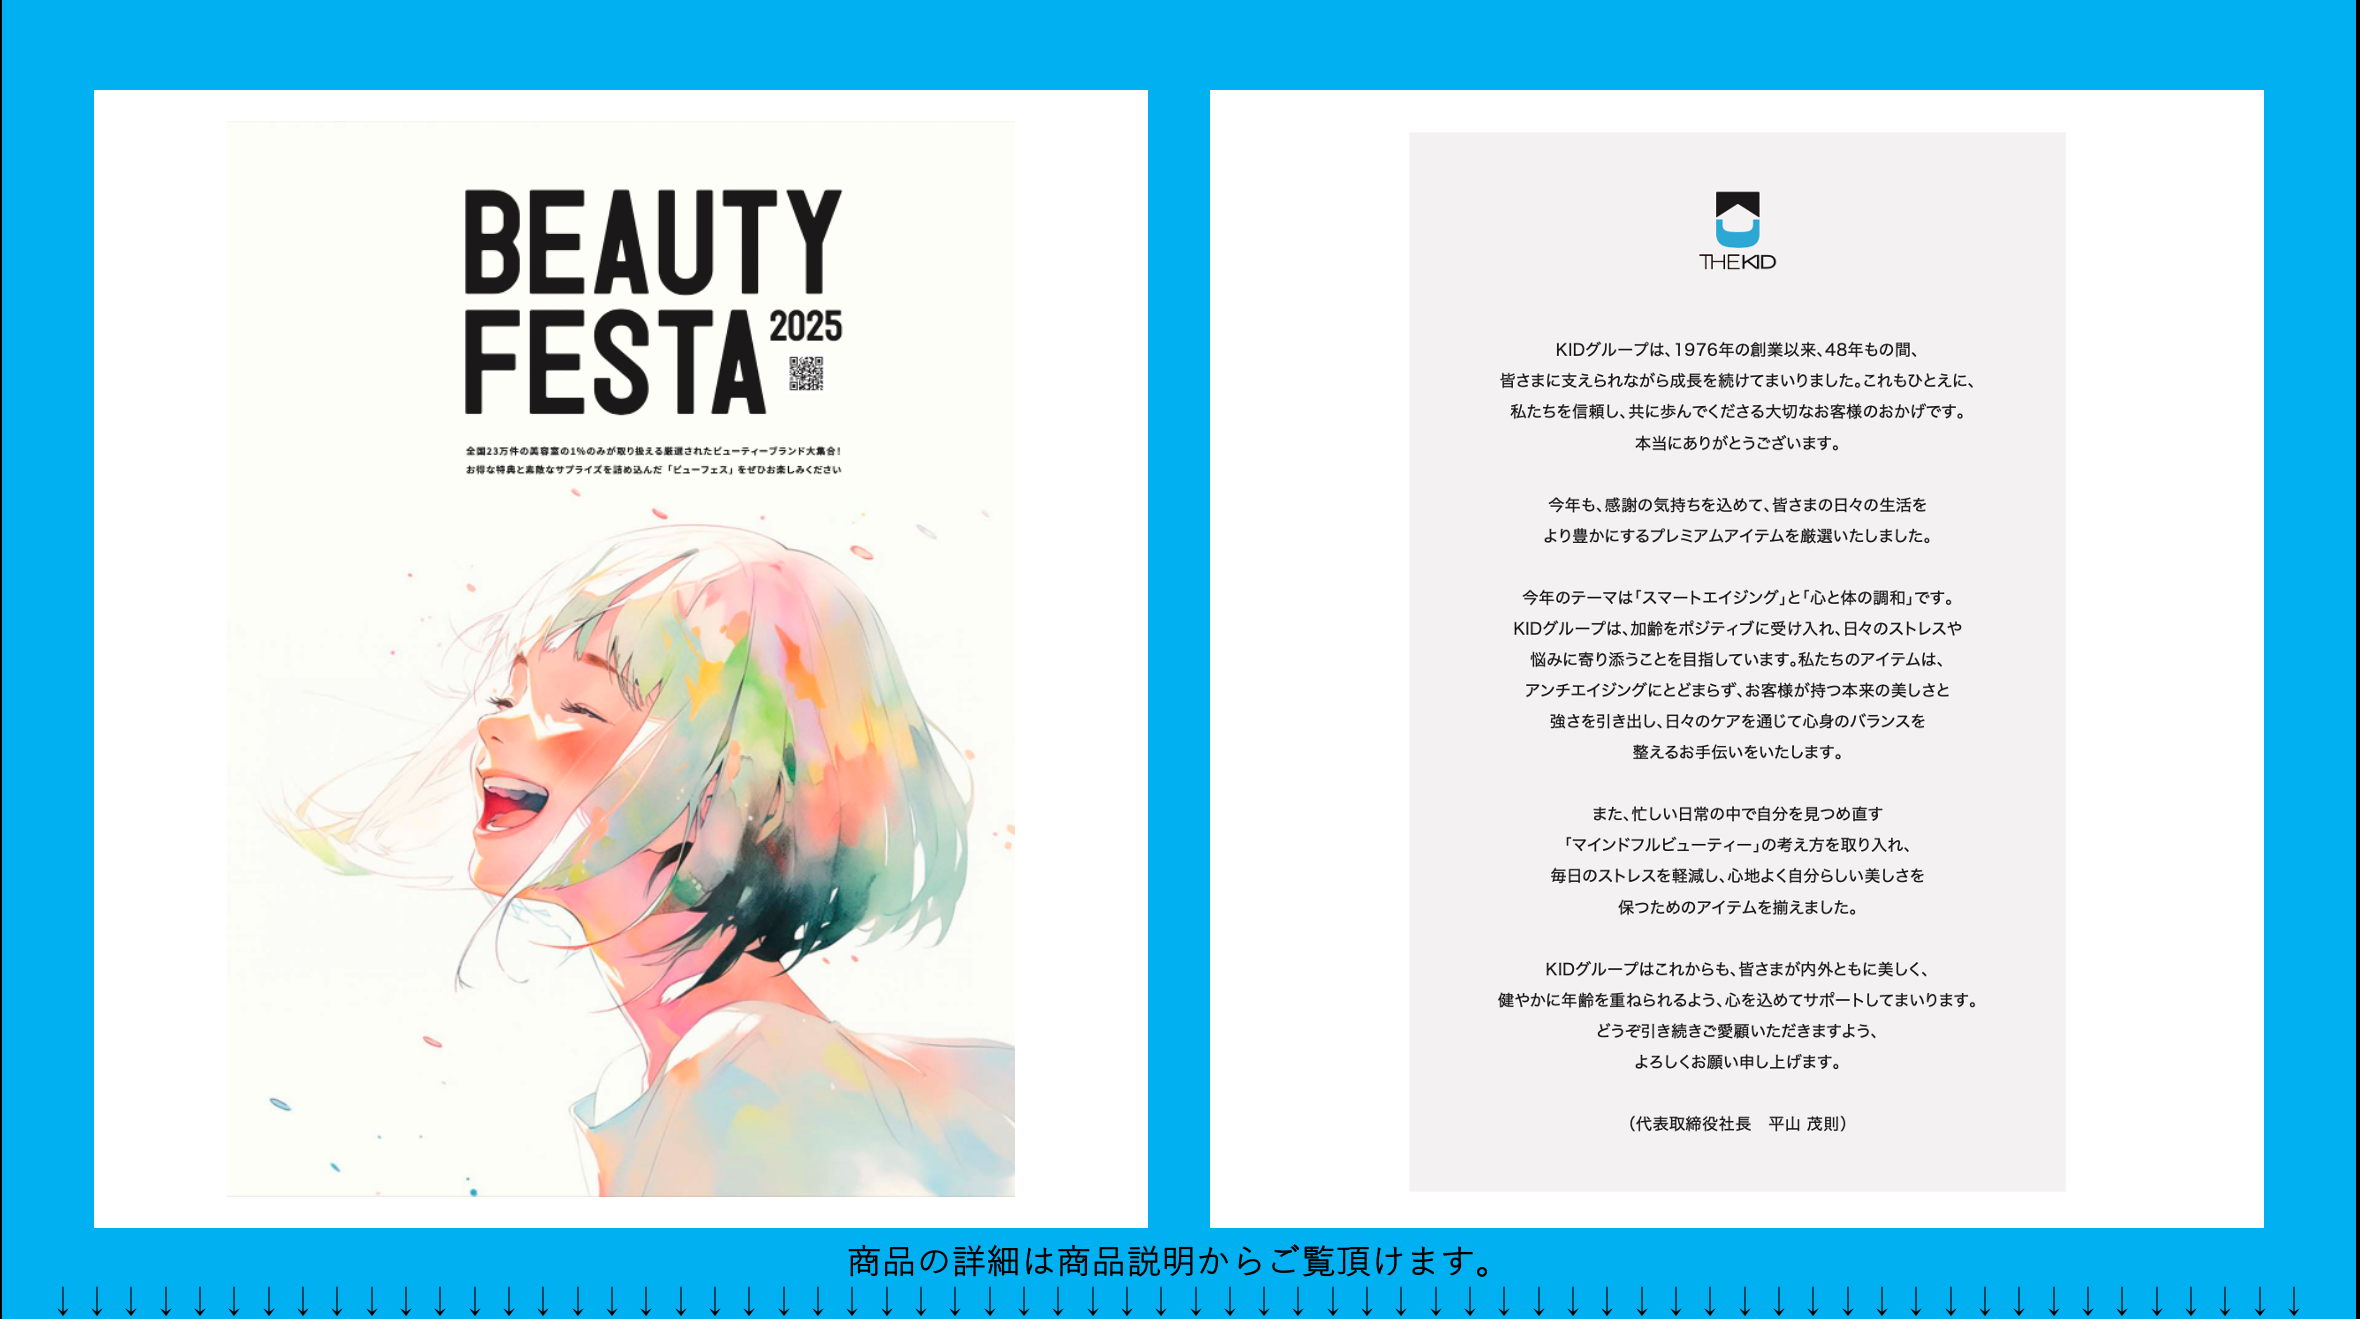 BEAUTY
FESTA 2025
全国23万件の美容室の1%のみが取り扱える厳選されたビューティーブランド大集合!
お得な特典と素敵なサプライズを詰め込んだ「ビューフェス」をぜひお楽しみください
THEKID
KIDグループは、1976年の創業以来、48年もの間、
皆さまに支えられながら成長を続けてまいりました。これもひとえに、
私たちを信頼し、共に歩んでくださる大切なお客様のおかげです。
本当にありがとうございます。
今年も、感謝の気持ちを込めて、皆さまの日々の生活を
より豊かにするプレミアムアイテムを厳選いたしました。
今年のテーマは「スマートエイジング」と「心と体の調和」です。
KIDグループは、加齢をポジティブに受け入れ、日々のストレスや
悩みに寄り添うことを目指しています。私たちのアイテムは、
アンチエイジングにとどまらず、お客様が持つ本来の美しさと
強さを引き出し、日々のケアを通じて心身のバランスを
整えるお手伝いをいたします。
また、忙しい日常の中で自分を見つめ直す
「マインドフルビューティー」の考え方を取り入れ、
毎日のストレスを軽減し、心地よく自分らしい美しさを
保つためのアイテムを揃えました。
KIDグループはこれからも、皆さまが内外ともに美しく、
健やかに年齢を重ねられるよう、心を込めてサポートしてまいります。
どうぞ引き続きご愛顧いただきますよう、
よろしくお願い申し上げます。
(代表取締役社長　平山 茂則)
商品の詳細は商品説明からご覧頂けます。